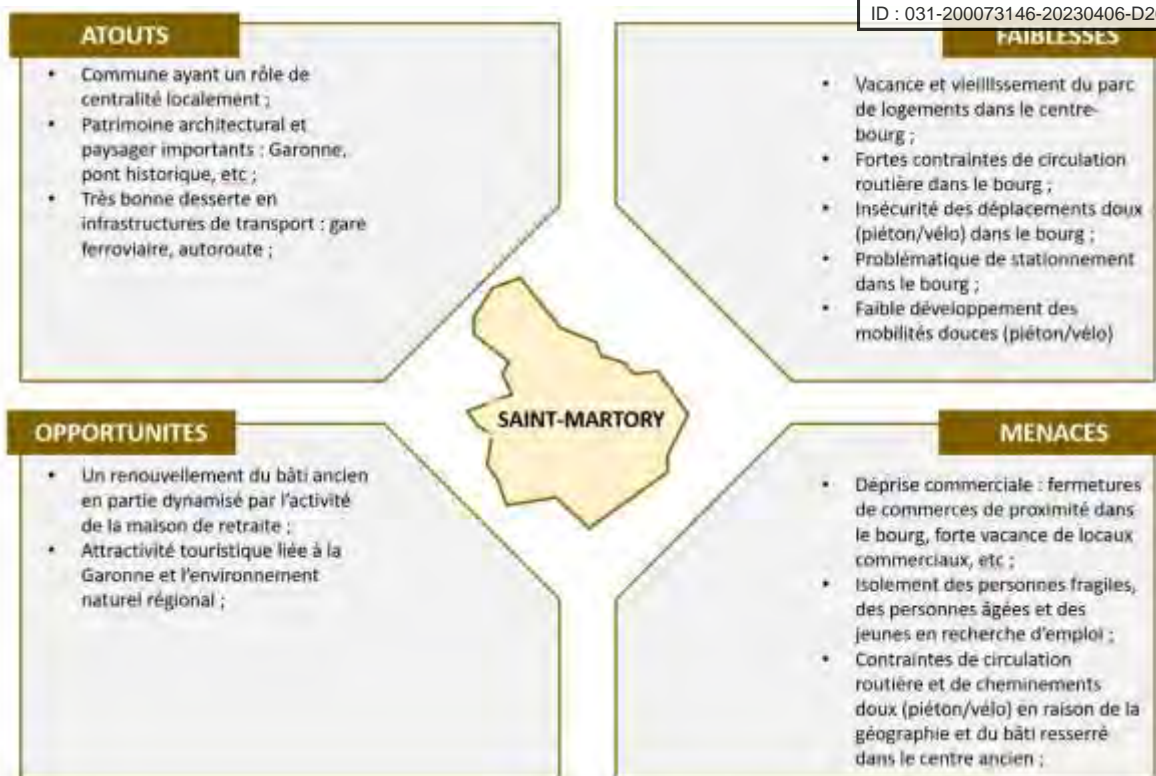 ID : 031-200073146-20230406-D2
ATOUTS
• Commune ayant un rôle de
centralité localement ;
• Patrimoine architectural et
paysager importants : Garonne,
pont historique, etc ;
• Très bonne desserte en
infrastructures de transport : gare
ferroviaire, autoroute ;
FAIBLESSES
• Vacance et vieillissement du parc
de logements dans le centre-
bourg ;
• Fortes contraintes de circulation
routière dans le bourg ;
• Insécurité des déplacements doux
(piéton/vélo) dans le bourg ;
• Problématique de stationnement
dans le bourg ;
• Faible développement des
mobilités douces (piéton/vélo)
SAINT-MARTORY
OPPORTUNITES
• Un renouvellement du bâti ancien
en partie dynamisé par l'activité
de la maison de retraite ;
• Attractivité touristique liée à la
Garonne et l'environnement
naturel régional ;
MENACES
• Déprise commerciale : fermetures
de commerces de proximité dans
le bourg, forte vacance de locaux
commerciaux, etc ;
• Isolement des personnes fragiles,
des personnes âgées et des
jeunes en recherche d'emploi ;
• Contraintes de circulation
routière et de cheminements
doux (piéton/vélo) en raison de la
géographie et du bâti resserré
dans le centre ancien ;